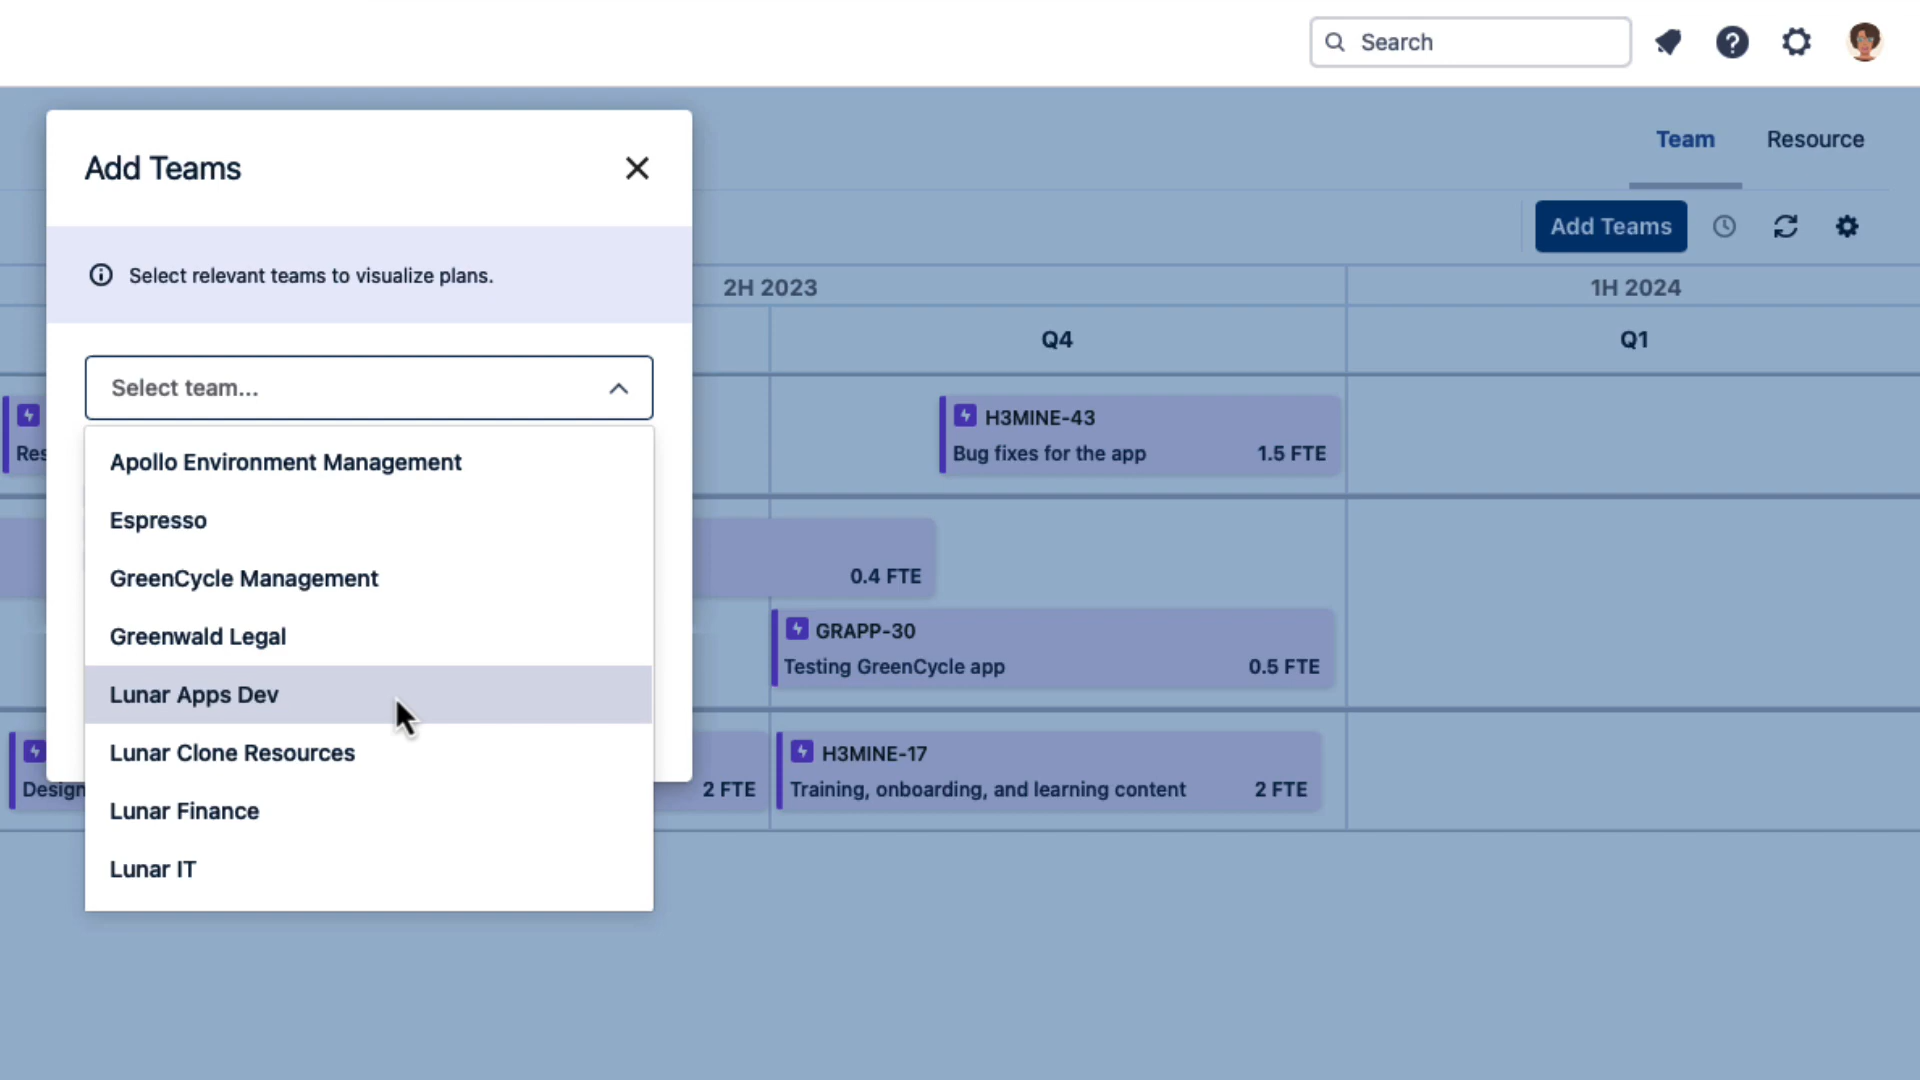 Search
Team
Resource
Add Teams
Add Teams
Select relevant teams to visualize plans.
2H 2023
1H 2024
Q4
Q1
Select team...
Apollo Environment Management
Espresso
GreenCycle Management
Greenwald Legal
Lunar Apps Dev
Lunar Clone Resources
Lunar Finance
Lunar IT
Res
H3MINE-43
Bug fixes for the app
1.5 FTE
0.4 FTE
GRAPP-30
Testing GreenCycle app
0.5 FTE
Design
2 FTE
H3MINE-17
Training, onboarding, and learning content
2 FTE